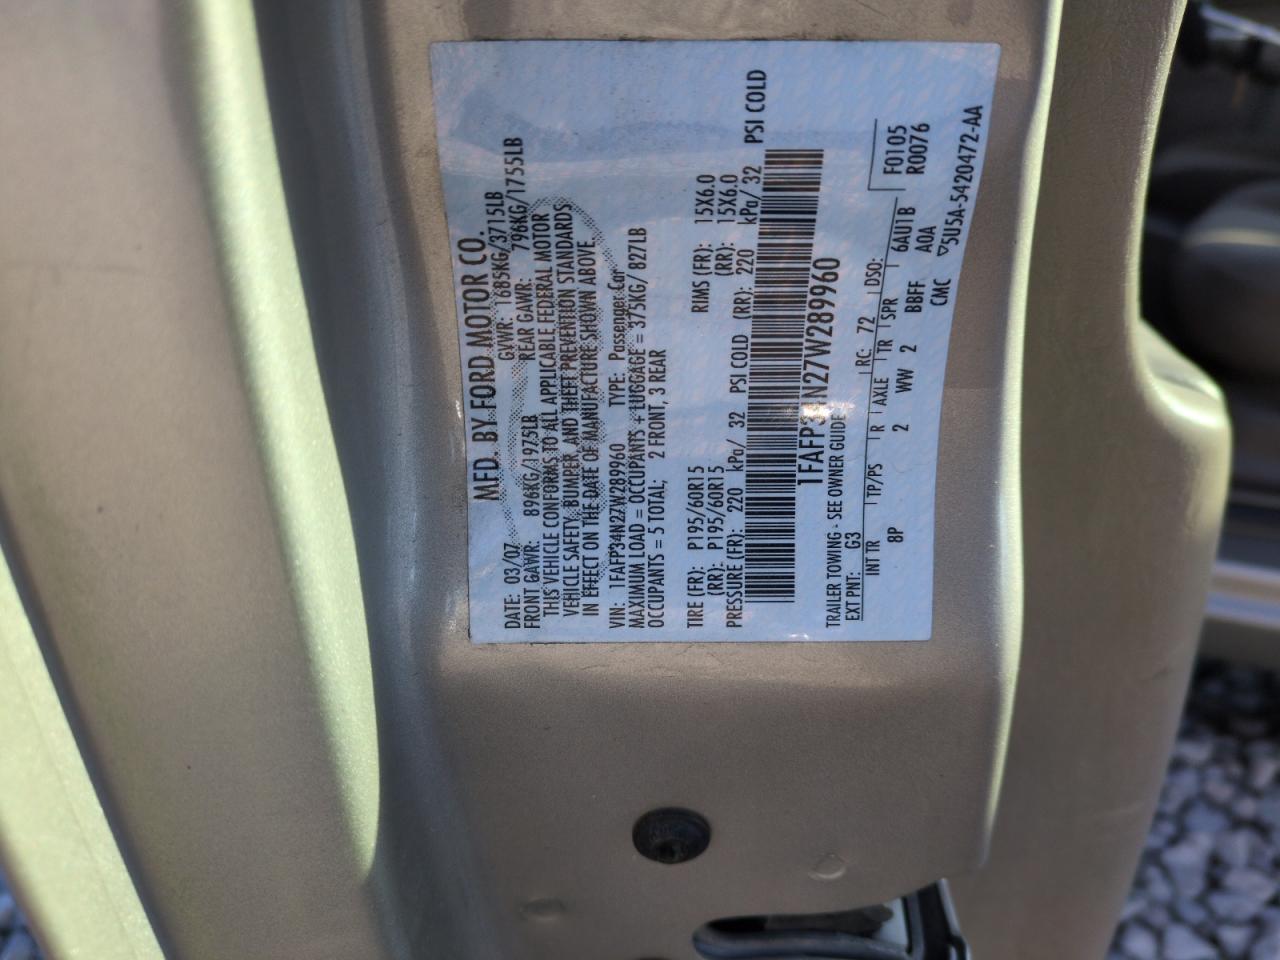 MFD. BY FORD MOTOR CO.
DATE: 03/07 GVWR: 1685KG/3715LB
FRONT GAWR: 896KG/1975LB REAR GAWR: 796KG/1755LB
THIS VEHICLE CONFORMS TO ALL APPLICABLE FEDERAL MOTOR
VEHICLE SAFETY, BUMPER, AND THEFT PREVENTION STANDARDS
IN EFFECT ON THE DATE OF MANUFACTURE SHOWN ABOVE.
VIN: 1FAFP34N27W289960 TYPE: Passenger Car
MAXIMUM LOAD = OCCUPANTS + LUGGAGE = 375KG/ 827LB
OCCUPANTS = 5 TOTAL; 2 FRONT, 3 REAR
TIRE (FR): P195/60R15 RIMS (FR): 15X6.0
(RR): P195/60R15 (RR): 15X6.0
PRESSURE (FR): 220 kPa/ 32 PSI COLD (RR): 220 kPa/ 32 PSI COLD
1FAFP34N27W289960
TRAILER TOWING - SEE OWNER GUIDE
EXT PNT: G3 RC: 72 DSO: F0105
INT TR TP/PS R AXLE TR SPR 6AU1B R0076
8P 2 WW 2 BBFF A0A
CMC ▽5U5A-5420472-AA